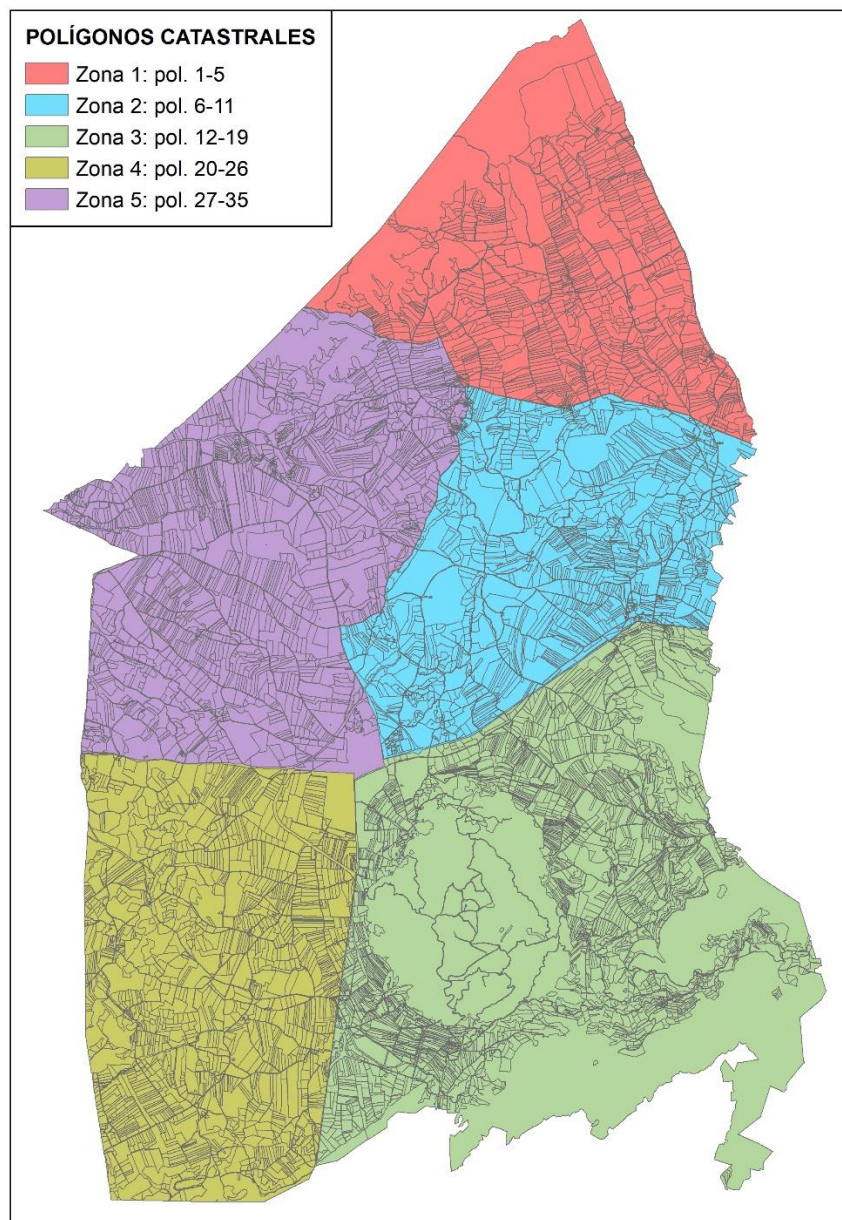 POLÍGONOS CATASTRALES
Zona 1: pol. 1-5
Zona 2: pol. 6-11
Zona 3: pol. 12-19
Zona 4: pol. 20-26
Zona 5: pol. 27-35